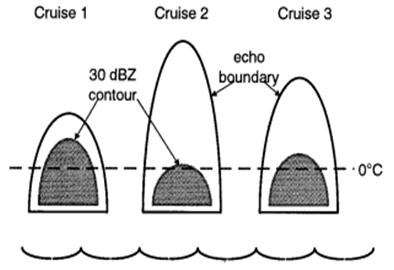 Cruise 1 Cruise 2 Cruise 3
echo
boundary
30 dBZ
contour
0°C